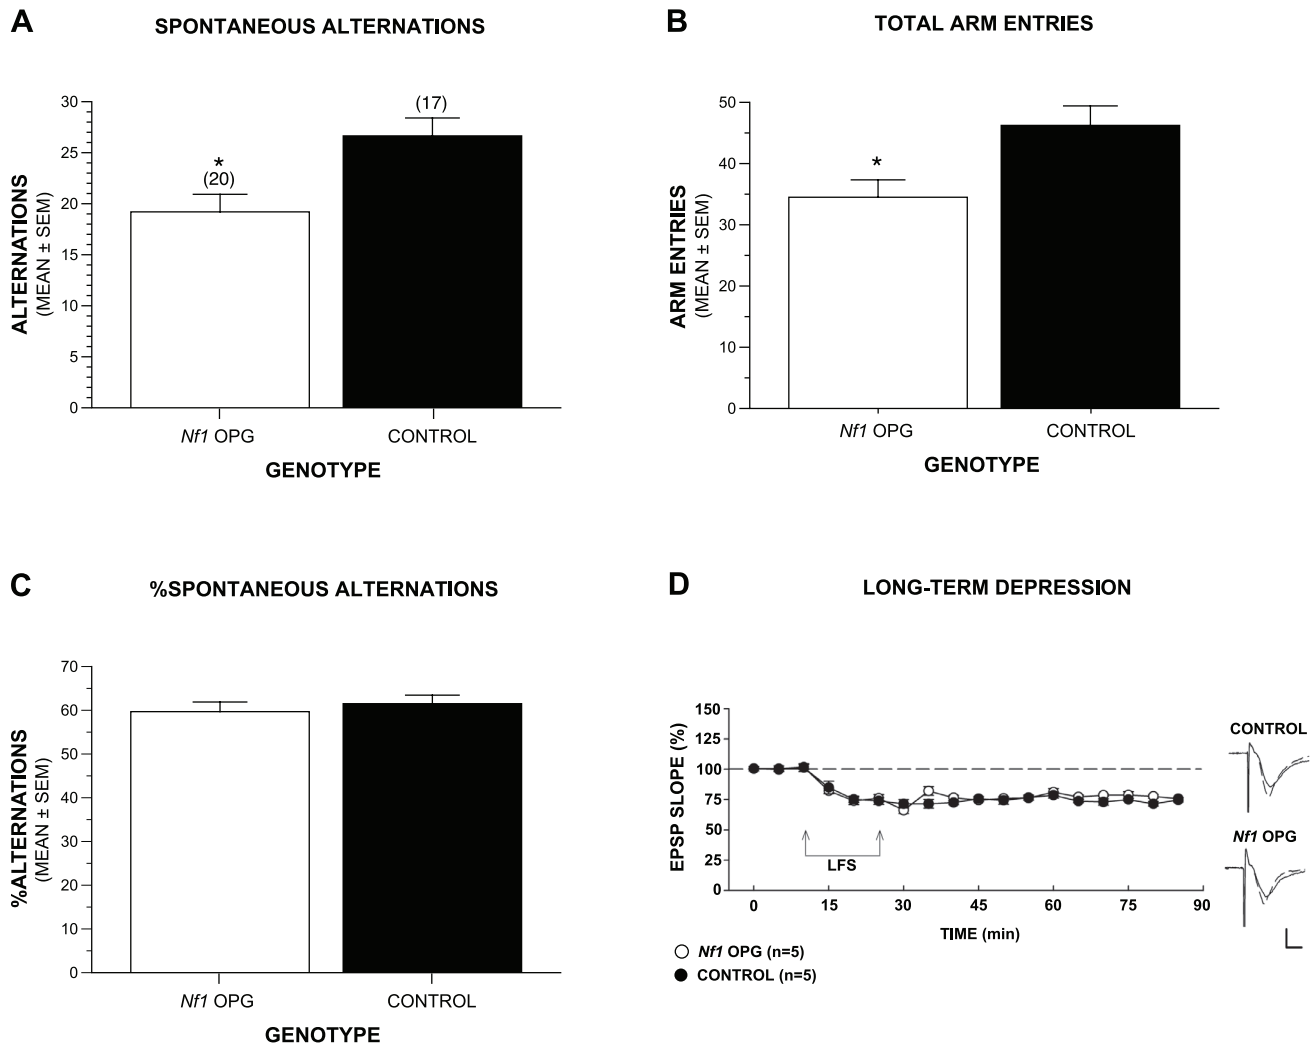 A
SPONTANEOUS ALTERNATIONS
ALTERNATIONS
(MEAN ± SEM)
30
25
20
15
10
5
0
*
(20)
(17)
Nf1 OPG
CONTROL
GENOTYPE
B
TOTAL ARM ENTRIES
ARM ENTRIES
(MEAN ± SEM)
50
40
30
20
10
0
*
Nf1 OPG
CONTROL
GENOTYPE
C
%SPONTANEOUS ALTERNATIONS
%ALTERNATIONS
(MEAN ± SEM)
70
60
50
40
30
20
10
0
Nf1 OPG
CONTROL
GENOTYPE
D
LONG-TERM DEPRESSION
EPSP SLOPE (%)
150
125
100
75
50
25
0
LFS
0
15
30
45
60
75
90
TIME (min)
CONTROL
Nf1 OPG
Nf1 OPG (n=5)
CONTROL (n=5)